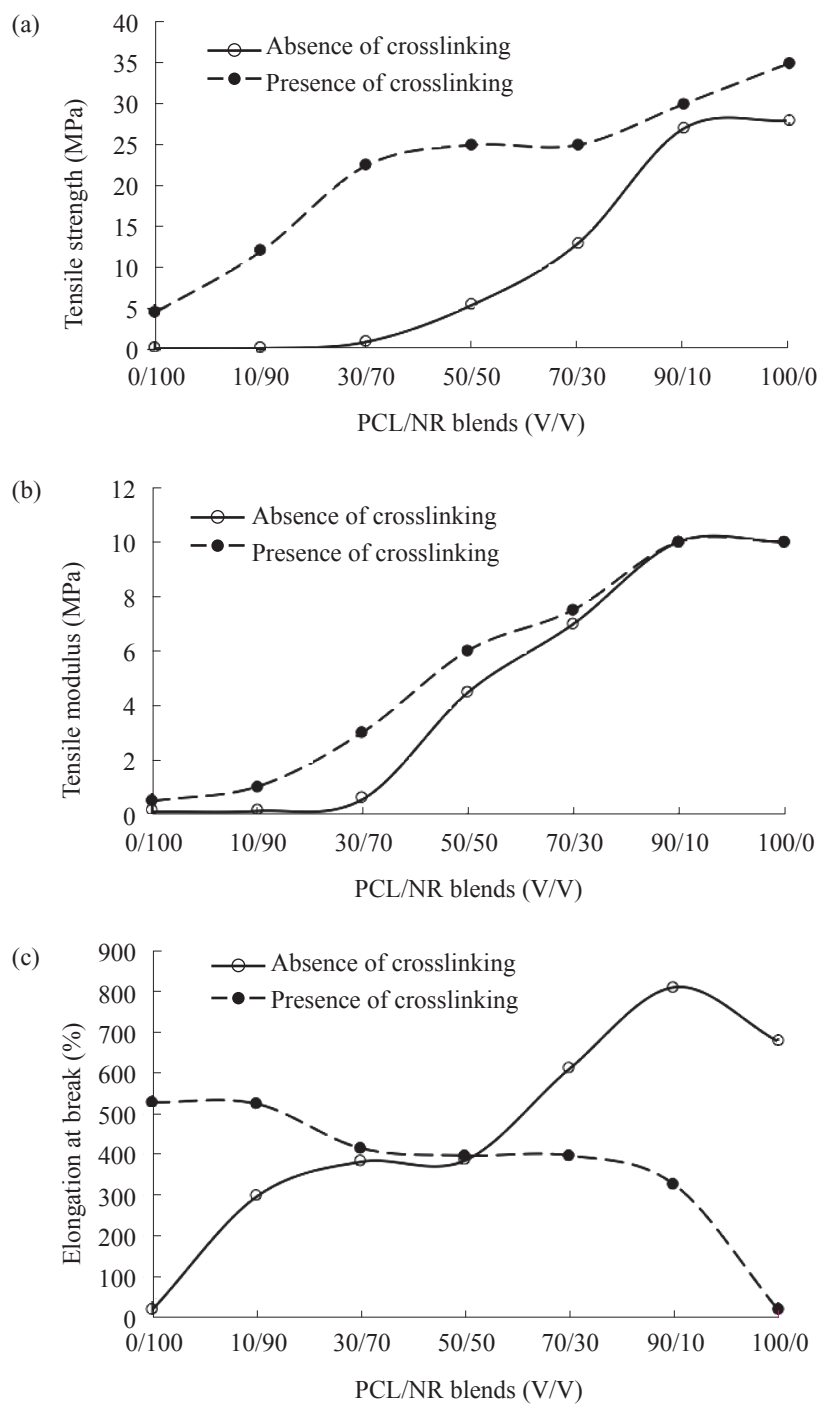 (a)
40
35
30
25
20
15
10
5
0
Tensile strength (MPa)
Absence of crosslinking
Presence of crosslinking
0/100 10/90 30/70 50/50 70/30 90/10 100/0
PCL/NR blends (V/V)
(b)
12
10
8
6
4
2
0
Tensile modulus (MPa)
Absence of crosslinking
Presence of crosslinking
0/100 10/90 30/70 50/50 70/30 90/10 100/0
PCL/NR blends (V/V)
(c)
900
800
700
600
500
400
300
200
100
0
Elongation at break (%)
Absence of crosslinking
Presence of crosslinking
0/100 10/90 30/70 50/50 70/30 90/10 100/0
PCL/NR blends (V/V)